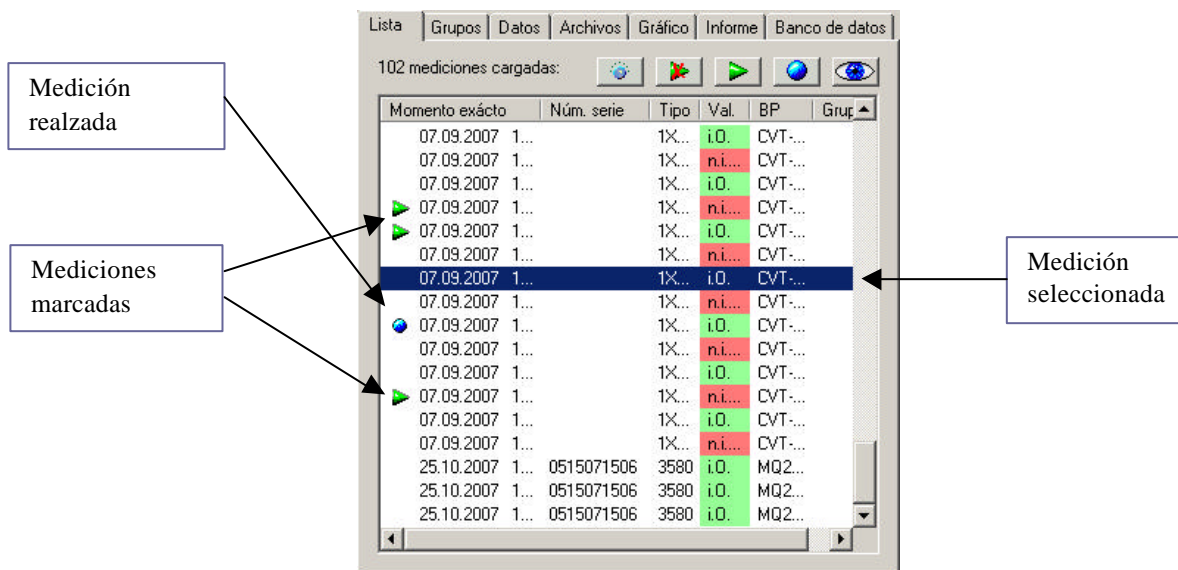 Lista Grupos Datos Archivos Gráfico Informe Banco de datos
102 mediciones cargadas:
Medición
realzada
Momento exácto Núm. serie Tipo Val. BP Grup
07.09.2007 1... 1X... i.O. CVT-...
07.09.2007 1... 1X... n.i.... CVT-...
07.09.2007 1... 1X... i.O. CVT-...
07.09.2007 1... 1X... n.i.... CVT-...
07.09.2007 1... 1X... i.O. CVT-...
07.09.2007 1... 1X... n.i.... CVT-...
Mediciones
marcadas
07.09.2007 1... 1X... i.O. CVT-...
Medición
seleccionada
07.09.2007 1... 1X... n.i.... CVT-...
07.09.2007 1... 1X... i.O. CVT-...
07.09.2007 1... 1X... n.i.... CVT-...
07.09.2007 1... 1X... i.O. CVT-...
07.09.2007 1... 1X... n.i.... CVT-...
07.09.2007 1... 1X... i.O. CVT-...
07.09.2007 1... 1X... n.i.... CVT-...
25.10.2007 1... 0515071506 3580 i.O. MQ2...
25.10.2007 1... 0515071506 3580 i.O. MQ2...
25.10.2007 1... 0515071506 3580 i.O. MQ2...